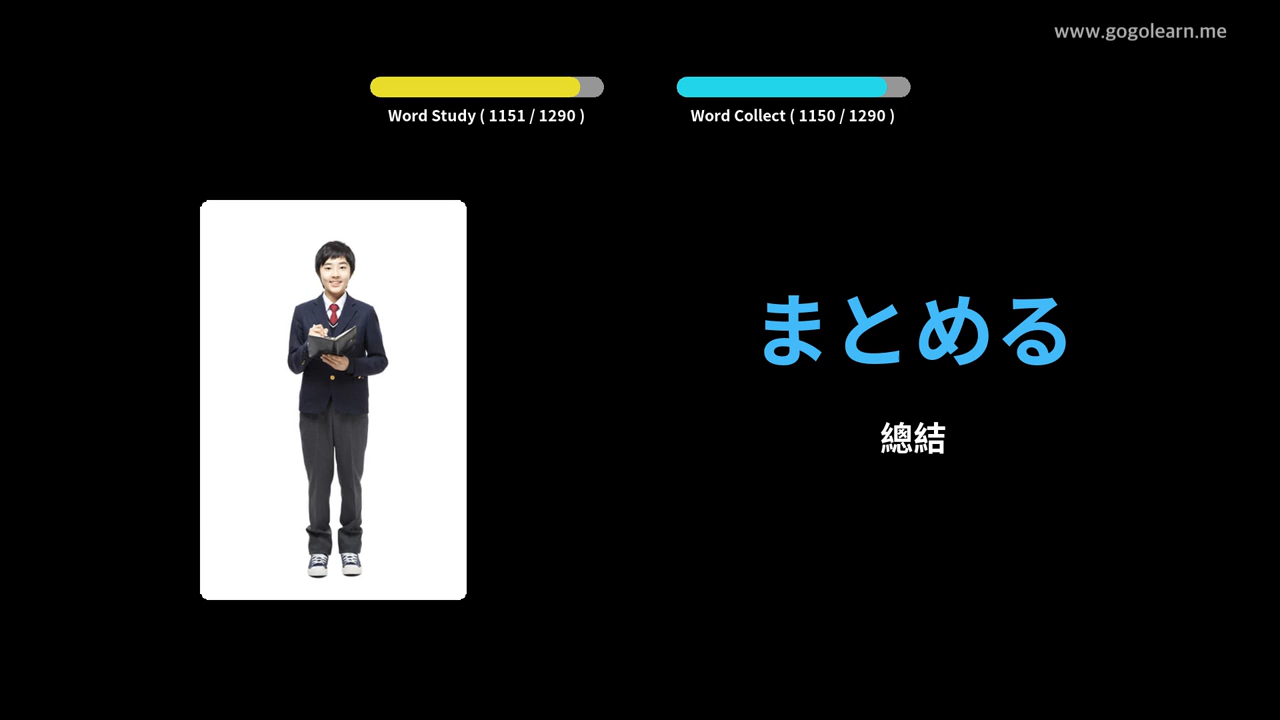 www.gogolearn.me
Word Study ( 1151 / 1290 )
Word Collect ( 1150 / 1290 )
まとめる
總結